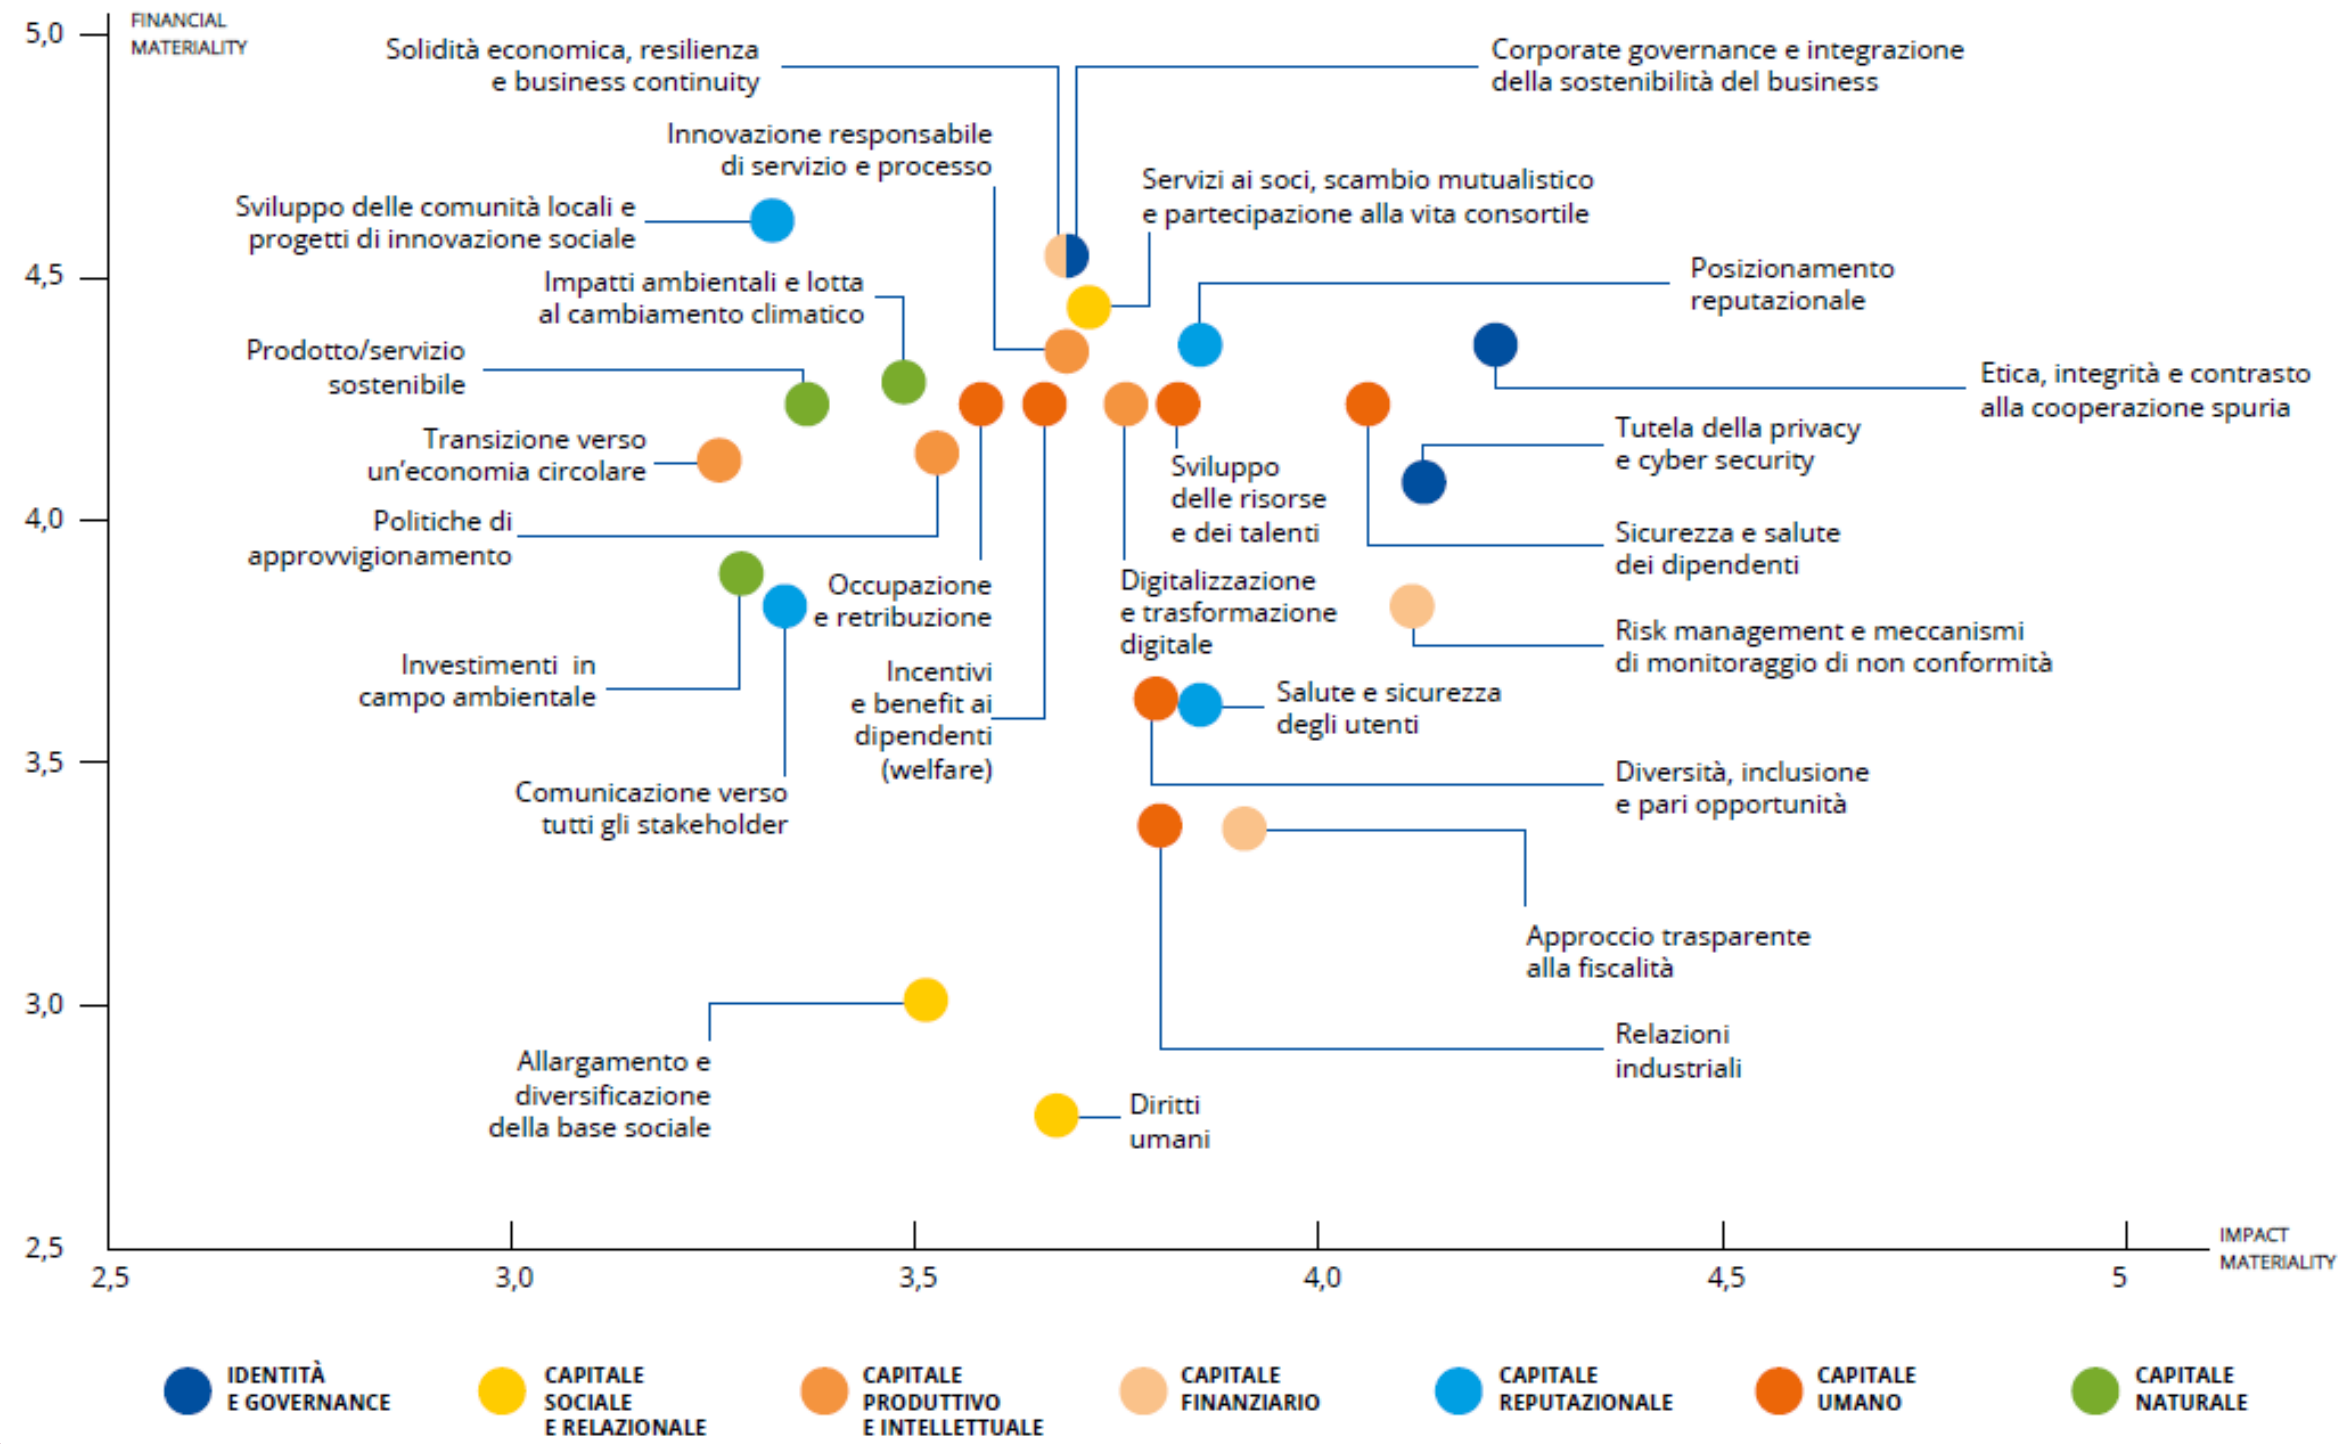 5,0
FINANCIAL
MATERIALITY
Solidità economica, resilienza
e business continuity
Corporate governance e integrazione
della sostenibilità del business
Innovazione responsabile
di servizio e processo
Servizi ai soci, scambio mutualistico
e partecipazione alla vita consortile
Sviluppo delle comunità locali e
progetti di innovazione sociale
4,5
Impatti ambientali e lotta
al cambiamento climatico
Posizionamento
reputazionale
Prodotto/servizio
sostenibile
Etica, integrità e contrasto
alla cooperazione spuria
Transizione verso
un'economia circolare
Tutela della privacy
e cyber security
Sviluppo
delle risorse
e dei talenti
4,0
Politiche di
approvvigionamento
Sicurezza e salute
dei dipendenti
Occupazione
e retribuzione
Digitalizzazione
e trasformazione
digitale
Risk management e meccanismi
di monitoraggio di non conformità
Investimenti in
campo ambientale
Incentivi
e benefit ai
dipendenti
(welfare)
Salute e sicurezza
degli utenti
3,5
Comunicazione verso
tutti gli stakeholder
Diversità, inclusione
e pari opportunità
Approccio trasparente
alla fiscalità
3,0
Allargamento e
diversificazione
della base sociale
Relazioni
industriali
Diritti
umani
2,5
IMPACT
MATERIALITY
2,5
3,0
3,5
4,0
4,5
5
IDENTITÀ
E GOVERNANCE
CAPITALE
SOCIALE
E RELAZIONALE
CAPITALE
PRODUTTIVO
E INTELLETTUALE
CAPITALE
FINANZIARIO
CAPITALE
REPUTAZIONALE
CAPITALE
UMANO
CAPITALE
NATURALE